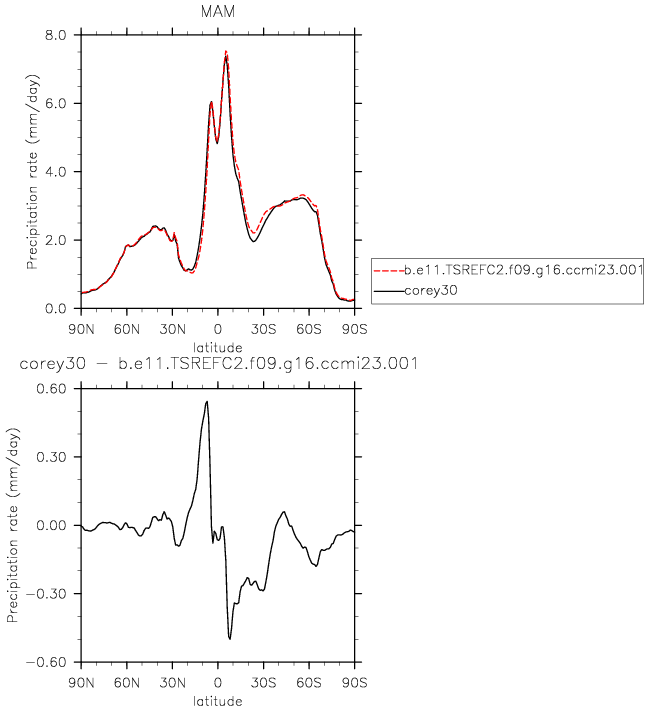 MAM
Precipitation rate (mm/day)
8.0
6.0
4.0
2.0
0.0
90N 60N 30N 0 30S 60S 90S
latitude
b.e11.TSREFC2.f09.g16.ccmi23.001
corey30
corey30 − b.e11.TSREFC2.f09.g16.ccmi23.001
Precipitation rate (mm/day)
0.60
0.30
0.00
−0.30
−0.60
90N 60N 30N 0 30S 60S 90S
latitude